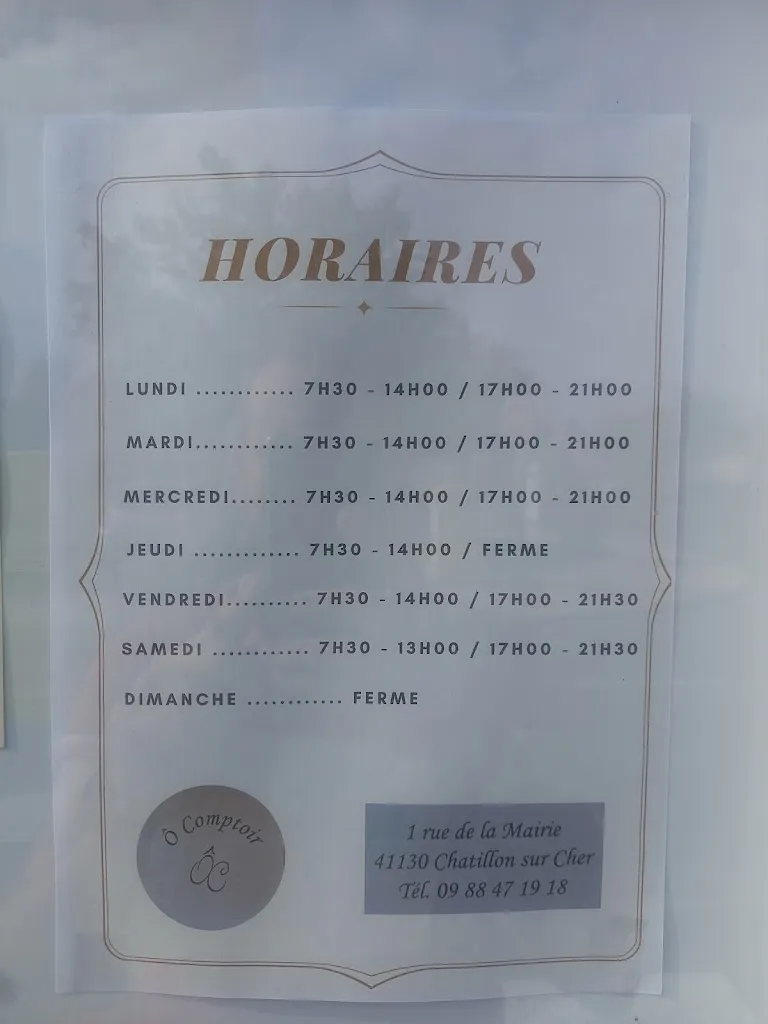 HORAIRES
LUNDI ............ 7H30 - 14H00 / 17H00 - 21H00
MARDI............ 7H30 - 14H00 / 17H00 - 21H00
MERCREDI........ 7H30 - 14H00 / 17H00 - 21H00
JEUDI ............. 7H30 - 14H00 / FERME
VENDREDI.......... 7H30 - 14H00 / 17H00 - 21H30
SAMEDI ............ 7H30 - 13H00 / 17H00 - 21H30
DIMANCHE ............ FERME
Ô Comptoir
ÔC
1 rue de la Mairie
41130 Chatillon sur Cher
Tél. 09 88 47 19 18